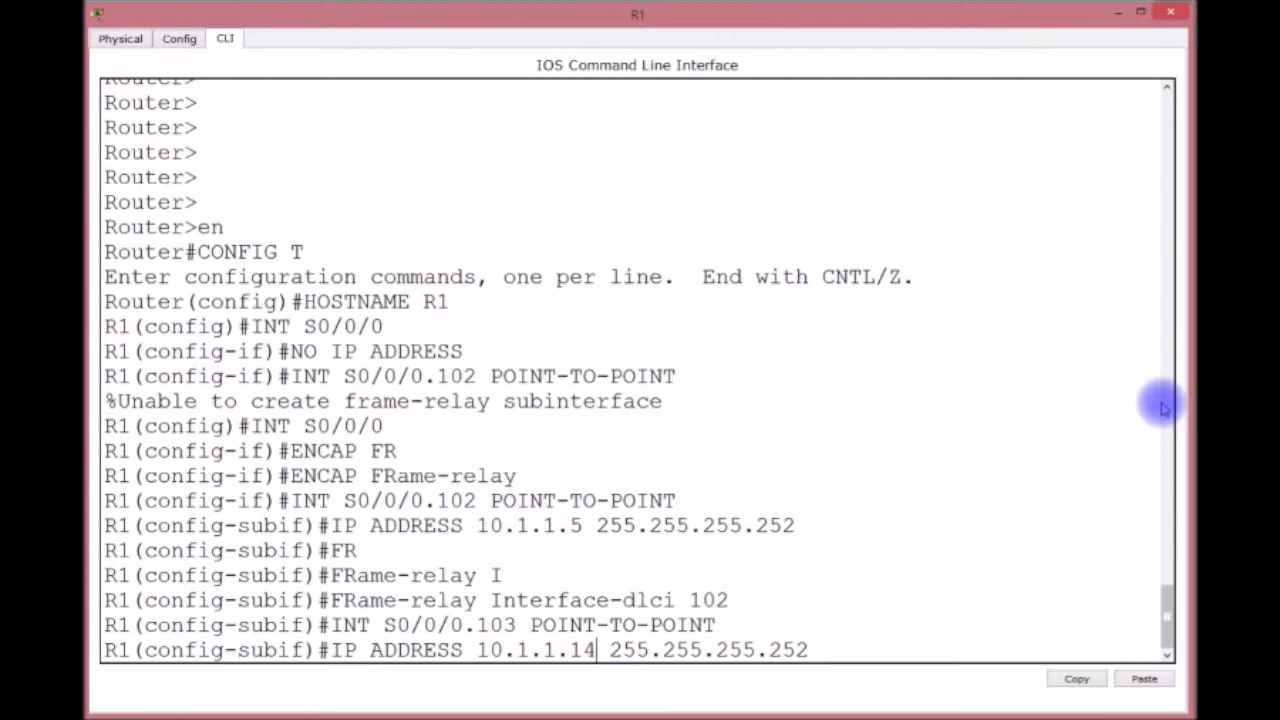 R1
Physical Config CLI
IOS Command Line Interface
Router>
Router>
Router>
Router>
Router>
Router>
Router>en
Router#CONFIG T
Enter configuration commands, one per line.  End with CNTL/Z.
Router(config)#HOSTNAME R1
R1(config)#INT S0/0/0
R1(config-if)#NO IP ADDRESS
R1(config-if)#INT S0/0/0.102 POINT-TO-POINT
%Unable to create frame-relay subinterface
R1(config)#INT S0/0/0
R1(config-if)#ENCAP FR
R1(config-if)#ENCAP FRame-relay
R1(config-if)#INT S0/0/0.102 POINT-TO-POINT
R1(config-subif)#IP ADDRESS 10.1.1.5 255.255.255.252
R1(config-subif)#FR
R1(config-subif)#FRame-relay I
R1(config-subif)#FRame-relay Interface-dlci 102
R1(config-subif)#INT S0/0/0.103 POINT-TO-POINT
R1(config-subif)#IP ADDRESS 10.1.1.14 255.255.255.252
Copy Paste